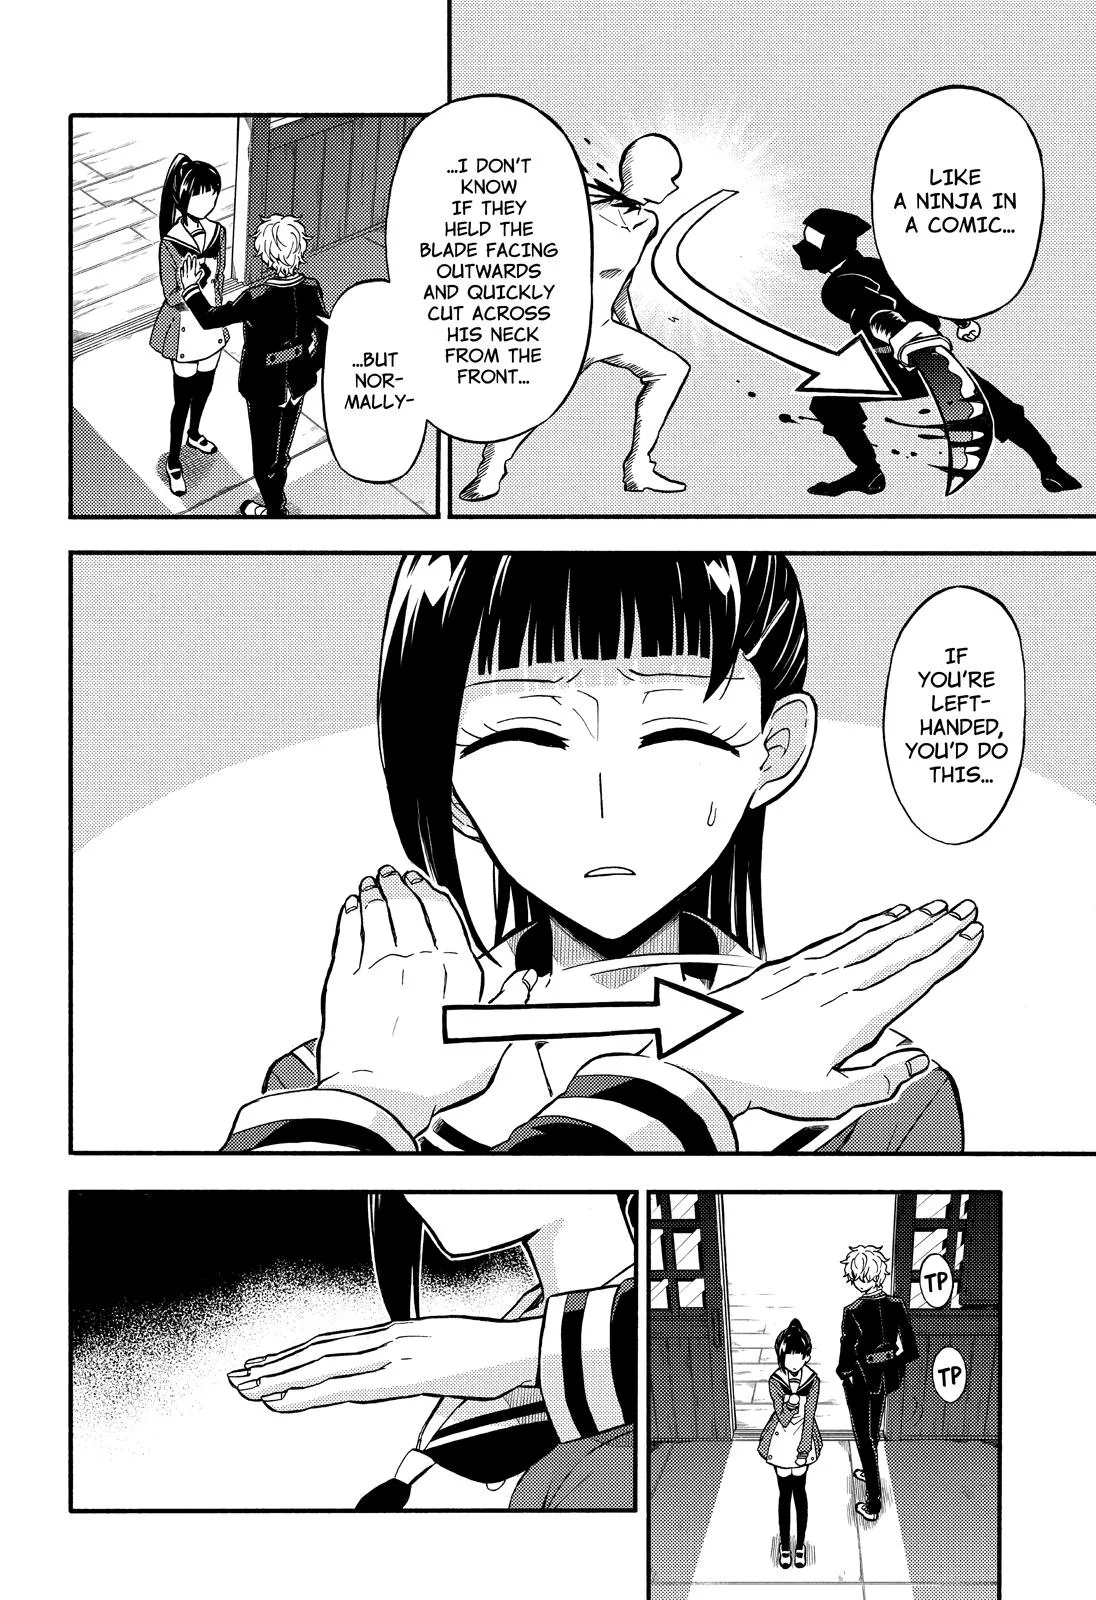 LIKE
A NINJA IN
A COMIC...
...I DON'T
KNOW
IF THEY
HELD THE
BLADE FACING
OUTWARDS
AND QUICKLY
CUT ACROSS
HIS NECK
FROM THE
FRONT...
...BUT
NOR-
MALLY-
IF
YOU'RE
LEFT-
HANDED,
YOU'D DO
THIS...
TP
TP